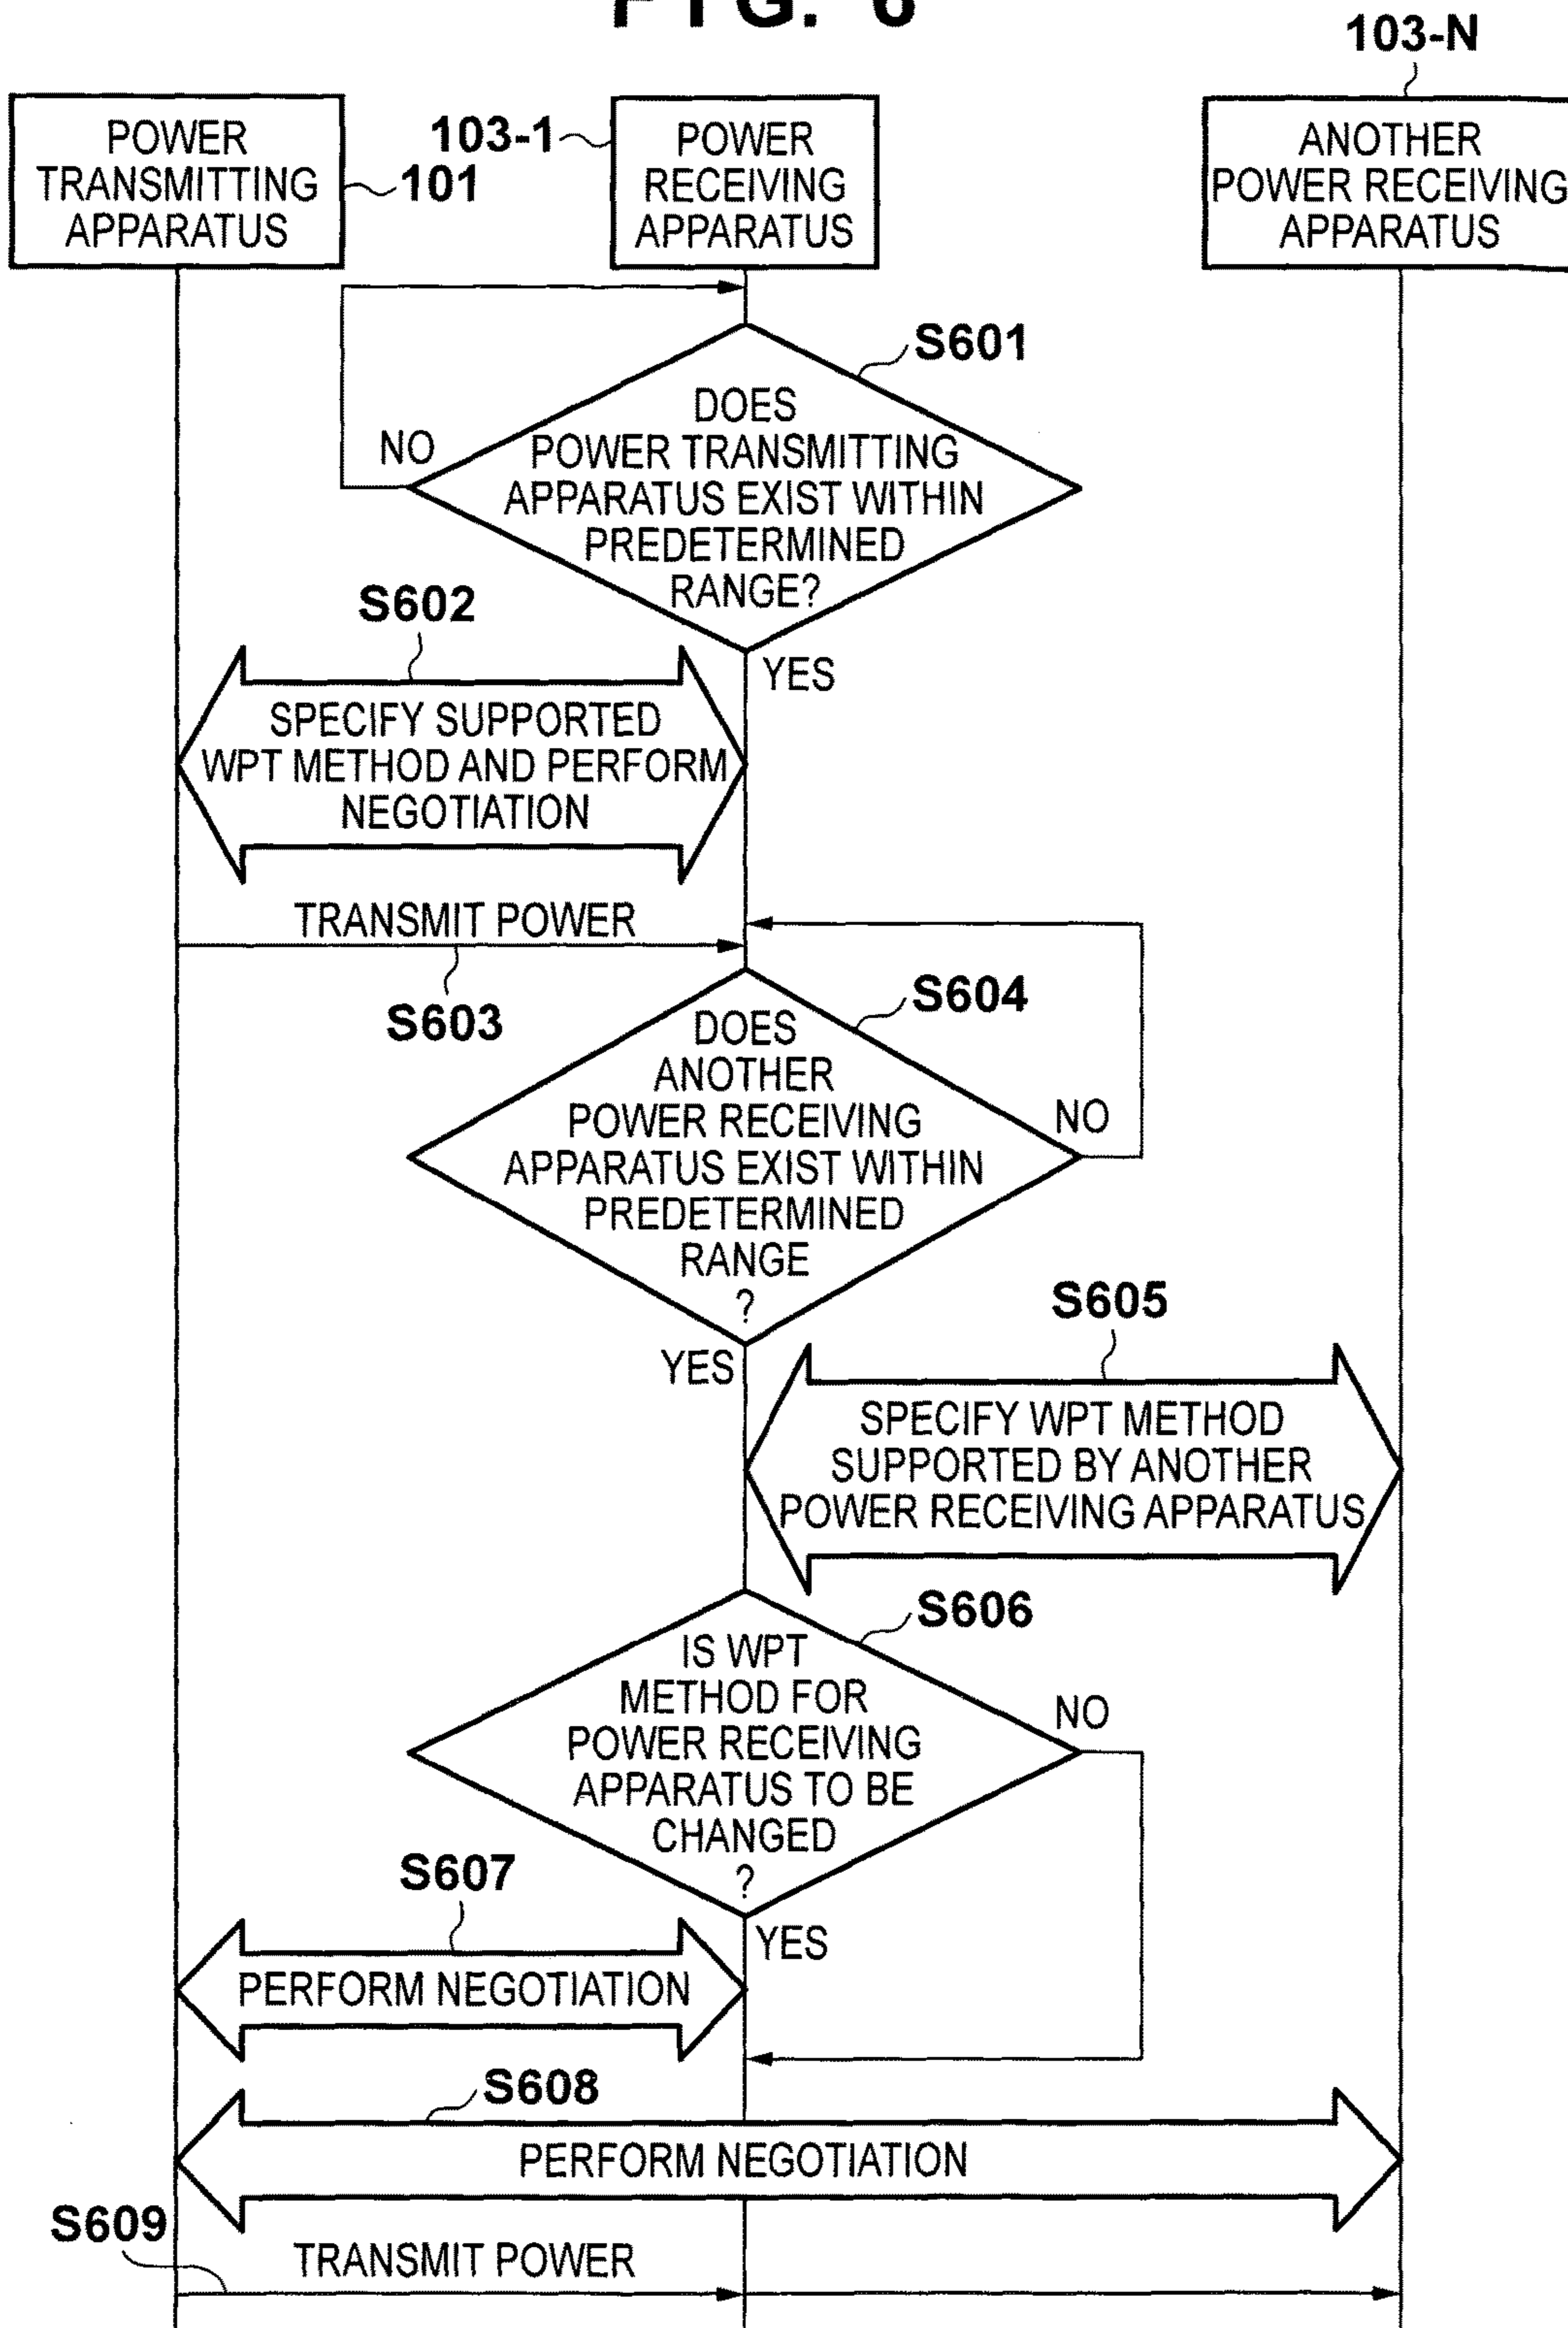 FIG. 6
103-N
POWER
TRANSMITTING
APPARATUS
101
103-1
POWER
RECEIVING
APPARATUS
ANOTHER
POWER RECEIVING
APPARATUS
S601
DOES
POWER TRANSMITTING
APPARATUS EXIST WITHIN
PREDETERMINED
RANGE?
NO
YES
S602
SPECIFY SUPPORTED
WPT METHOD AND PERFORM
NEGOTIATION
TRANSMIT POWER
S603
S604
DOES
ANOTHER
POWER RECEIVING
APPARATUS EXIST WITHIN
PREDETERMINED
RANGE
?
NO
YES
S605
SPECIFY WPT METHOD
SUPPORTED BY ANOTHER
POWER RECEIVING APPARATUS
S606
IS WPT
METHOD FOR
POWER RECEIVING
APPARATUS TO BE
CHANGED
?
NO
YES
S607
PERFORM NEGOTIATION
S608
PERFORM NEGOTIATION
S609
TRANSMIT POWER